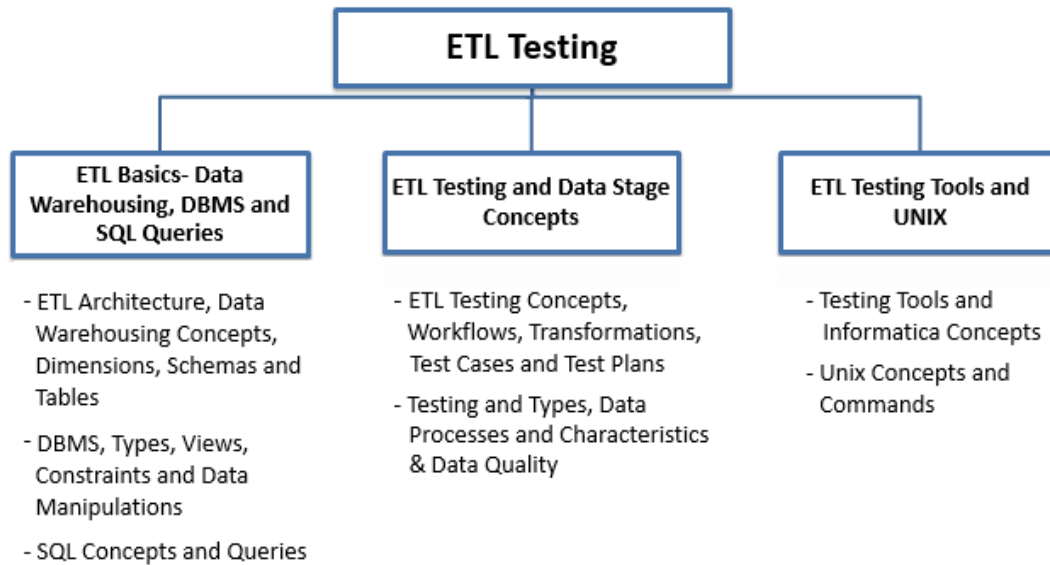 ETL Testing
ETL Basics- Data
Warehousing, DBMS and
SQL Queries
- ETL Architecture, Data
Warehousing Concepts,
Dimensions, Schemas and
Tables
- DBMS, Types, Views,
Constraints and Data
Manipulations
- SQL Concepts and Queries
ETL Testing and Data Stage
Concepts
- ETL Testing Concepts,
Workflows, Transformations,
Test Cases and Test Plans
- Testing and Types, Data
Processes and Characteristics
& Data Quality
ETL Testing Tools and
UNIX
- Testing Tools and
Informatica Concepts
- Unix Concepts and
Commands